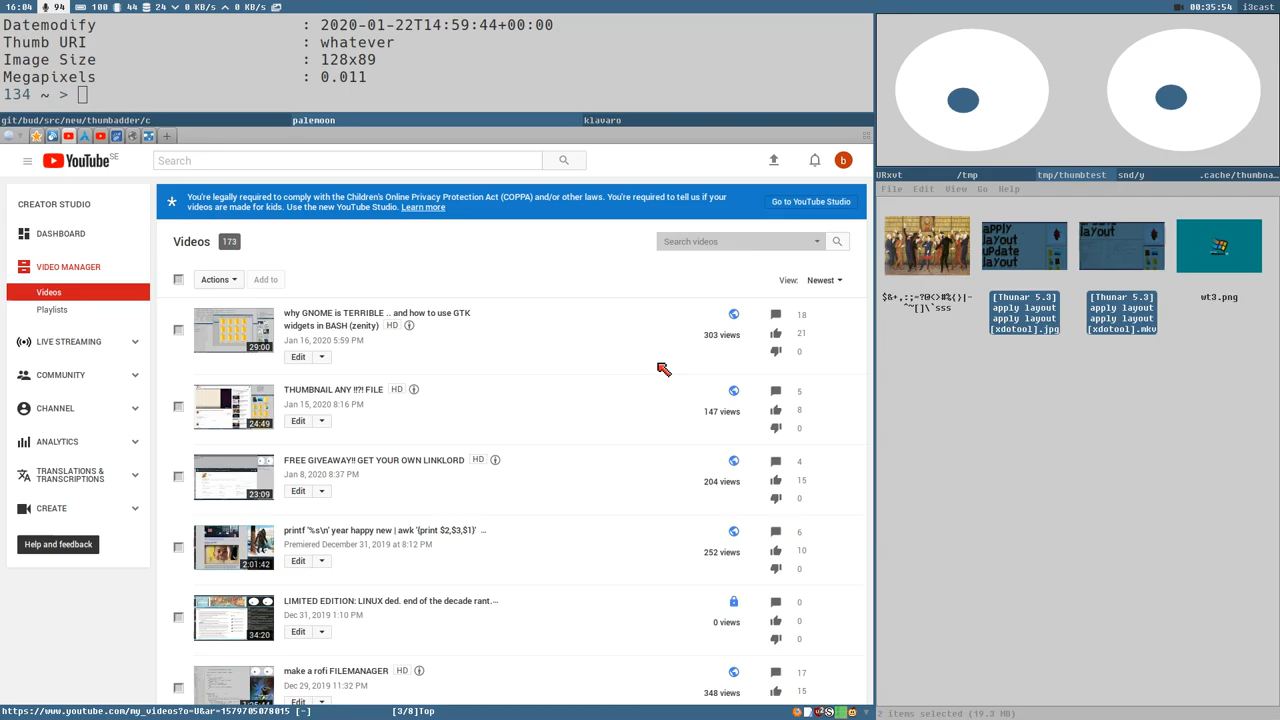 16:04 94 100 44 24 0 KB/s 0 KB/s
00:35:54 i3cast
Datemodify : 2020-01-22T14:59:44+00:00
Thumb URI : whatever
Image Size : 128x89
Megapixels : 0.011
134 ~ >
git/bud/src/new/thumbadder/c palemoon klavaro
YouTube SE
Search
b
CREATOR STUDIO
DASHBOARD
VIDEO MANAGER
Videos
Playlists
LIVE STREAMING
COMMUNITY
CHANNEL
ANALYTICS
TRANSLATIONS &
TRANSCRIPTIONS
CREATE
Help and feedback
You're legally required to comply with the Children's Online Privacy Protection Act (COPPA) and/or other laws. You're required to tell us if your
videos are made for kids. Use the new YouTube Studio. Learn more
Go to YouTube Studio
Videos 173
Search videos
Actions Add to
View: Newest
why GNOME is TERRIBLE .. and how to use GTK
widgets in BASH (zenity) HD
Jan 16, 2020 5:59 PM
Edit
29:00
303 views
18
21
0
THUMBNAIL ANY !!?! FILE HD
Jan 15, 2020 8:16 PM
Edit
24:49
147 views
5
8
0
FREE GIVEAWAY!! GET YOUR OWN LINKLORD HD
Jan 8, 2020 8:37 PM
Edit
23:09
204 views
4
15
0
printf '%s\n' year happy new | awk '{print $2,$3,$1}' ...
Premiered December 31, 2019 at 8:12 PM
Edit
2:01:42
252 views
6
10
0
LIMITED EDITION: LINUX ded. end of the decade rant.…
Dec 31, 2019 1:10 PM
Edit
34:20
0 views
0
0
0
make a rofi FILEMANAGER HD
Dec 29, 2019 11:32 PM
Edit
348 views
17
15
https://www.youtube.com/my_videos?o=U&ar=1579705078015 [-] [3/8]Top
URxvt /tmp tmp/thumbtest snd/y .cache/thumbna...
File Edit View Go Help
apply
layout
update
layout
layout
$&+,:;=?@<>#%{}|-
^~[]\`sss
[Thunar 5.3]
apply layout
[xdotool].jpg
[Thunar 5.3]
apply layout
[xdotool].mkv
wt3.png
2 items selected (19.3 MB)